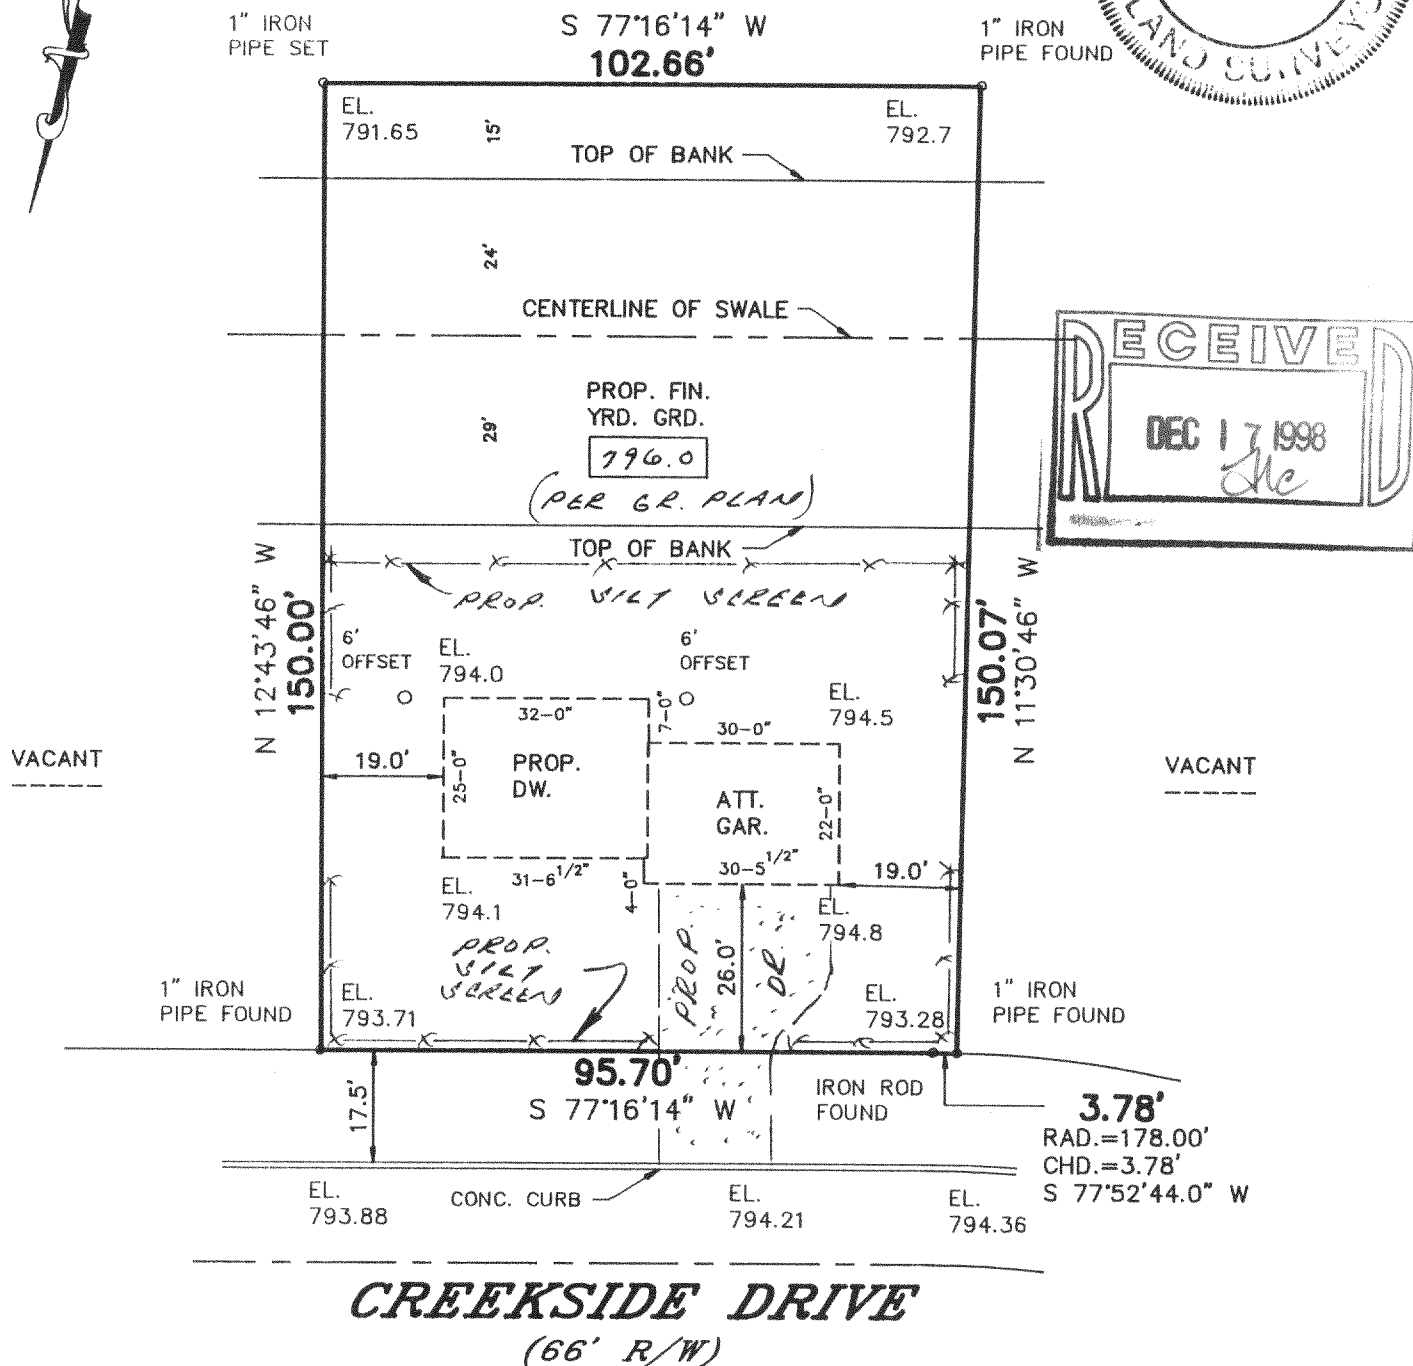 1" IRON
PIPE SET
S 77°16'14" W
102.66'
1" IRON
PIPE FOUND
LAND SURVEYS
EL.
791.65
15'
EL.
792.7
TOP OF BANK
24'
CENTERLINE OF SWALE
RECEIVED
DEC 17 1998
PROP. FIN.
YRD. GRD.
796.0
(PER GR. PLAN)
29'
TOP OF BANK
PROP. SILT SCREEN
N 12°43'46" W
150.00'
150.07'
N 11°30'46" W
6'
OFFSET
EL.
794.0
6'
OFFSET
EL.
794.5
32-0"
7-0"
30-0"
VACANT
19.0'
25-0"
PROP.
DW.
ATT.
GAR.
22-0"
VACANT
31-6 1/2"
4-0"
30-5 1/2"
19.0'
EL.
794.1
EL.
794.8
PROP.
SILT
SCREEN
PROP.
26.0'
DR.
1" IRON
PIPE FOUND
EL.
793.71
EL.
793.28
1" IRON
PIPE FOUND
17.5'
95.70'
S 77°16'14" W
IRON ROD
FOUND
3.78'
RAD.=178.00'
CHD.=3.78'
S 77°52'44.0" W
EL.
793.88
CONC. CURB
EL.
794.21
EL.
794.36
CREEKSIDE DRIVE
(66' R/W)